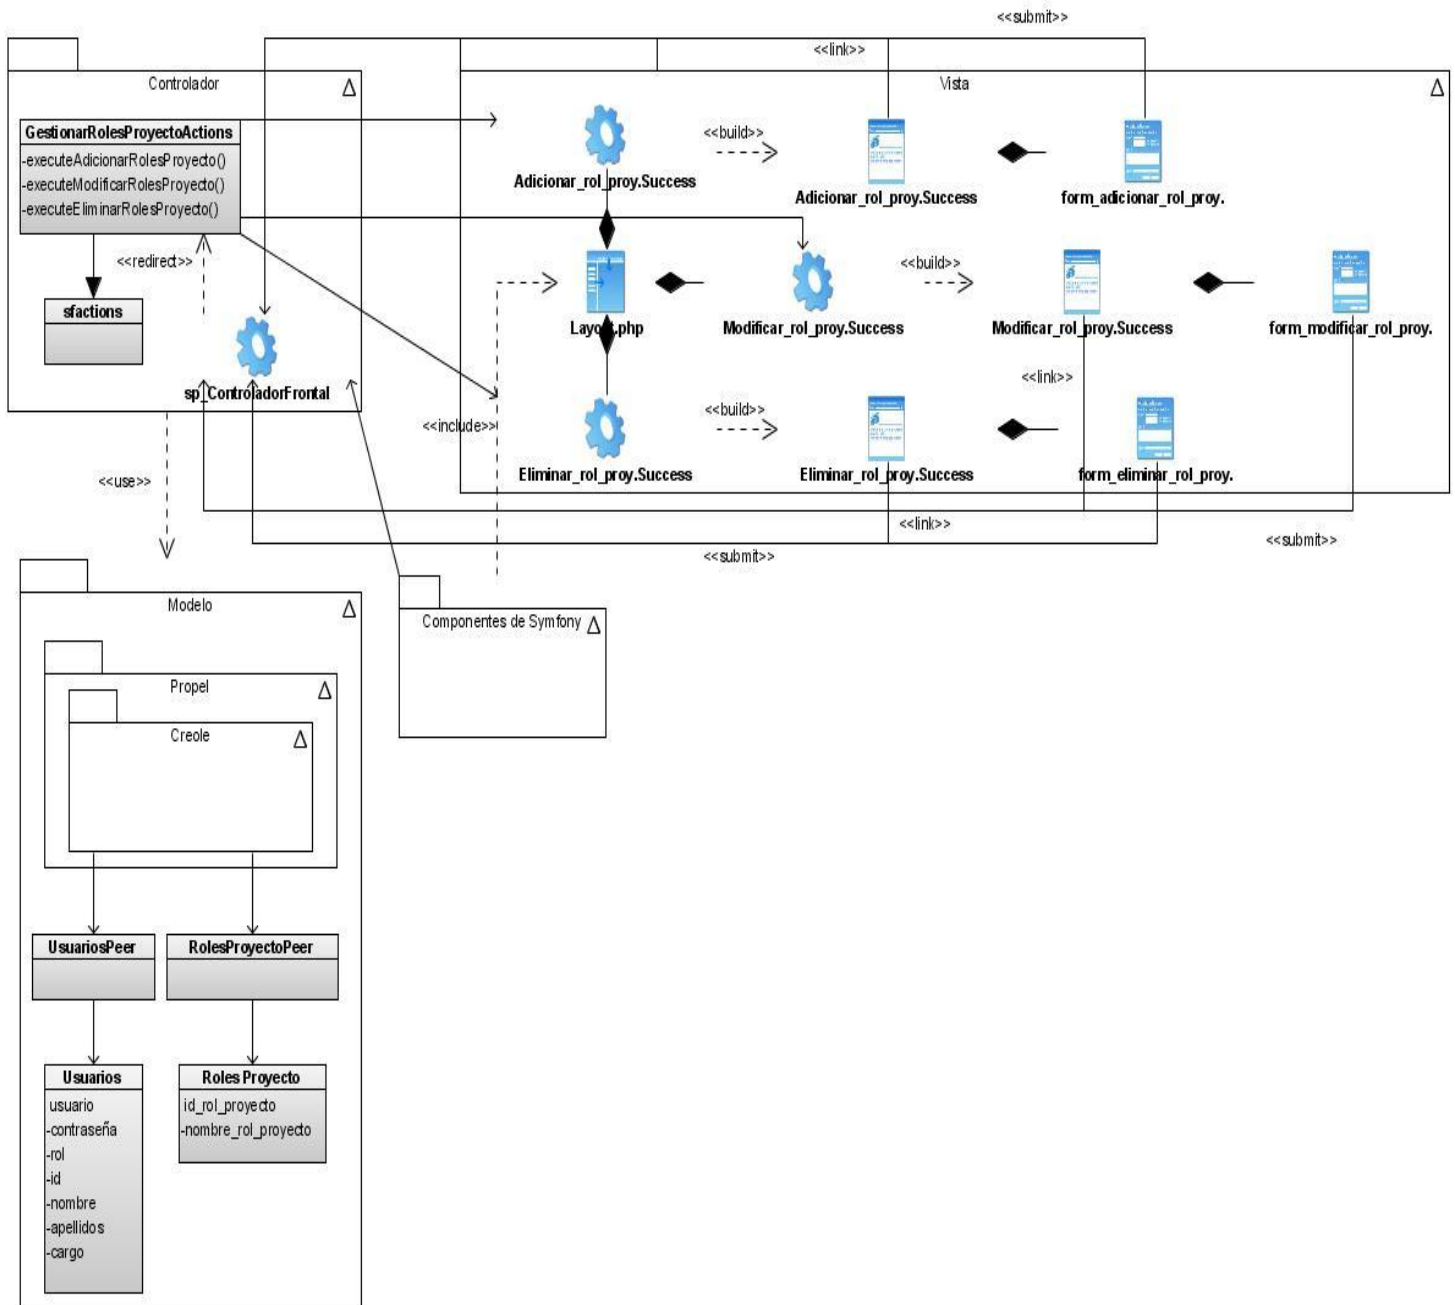 <<submit>>
<<link>>
Controlador
Vista
GestionarRolesProyectoActions
-executeAdicionarRolesProyecto()
-executeModificarRolesProyecto()
-executeEliminarRolesProyecto()
<<build>>
Adicionar_rol_proy.Success
Adicionar_rol_proy.Success
form_adicionar_rol_proy.
<<redirect>>
<<build>>
sfactions
Layout.php
Modificar_rol_proy.Success
Modificar_rol_proy.Success
form_modificar_rol_proy.
sp_ControladorFrontal
<<link>>
<<include>>
<<build>>
Eliminar_rol_proy.Success
Eliminar_rol_proy.Success
form_eliminar_rol_proy.
<<use>>
<<link>>
<<submit>>
<<submit>>
Modelo
Componentes de Symfony
Propel
Creole
UsuariosPeer
RolesProyectoPeer
Usuarios
usuario
-contraseña
-rol
-id
-nombre
-apellidos
-cargo
Roles Proyecto
id_rol_proyecto
-nombre_rol_proyecto